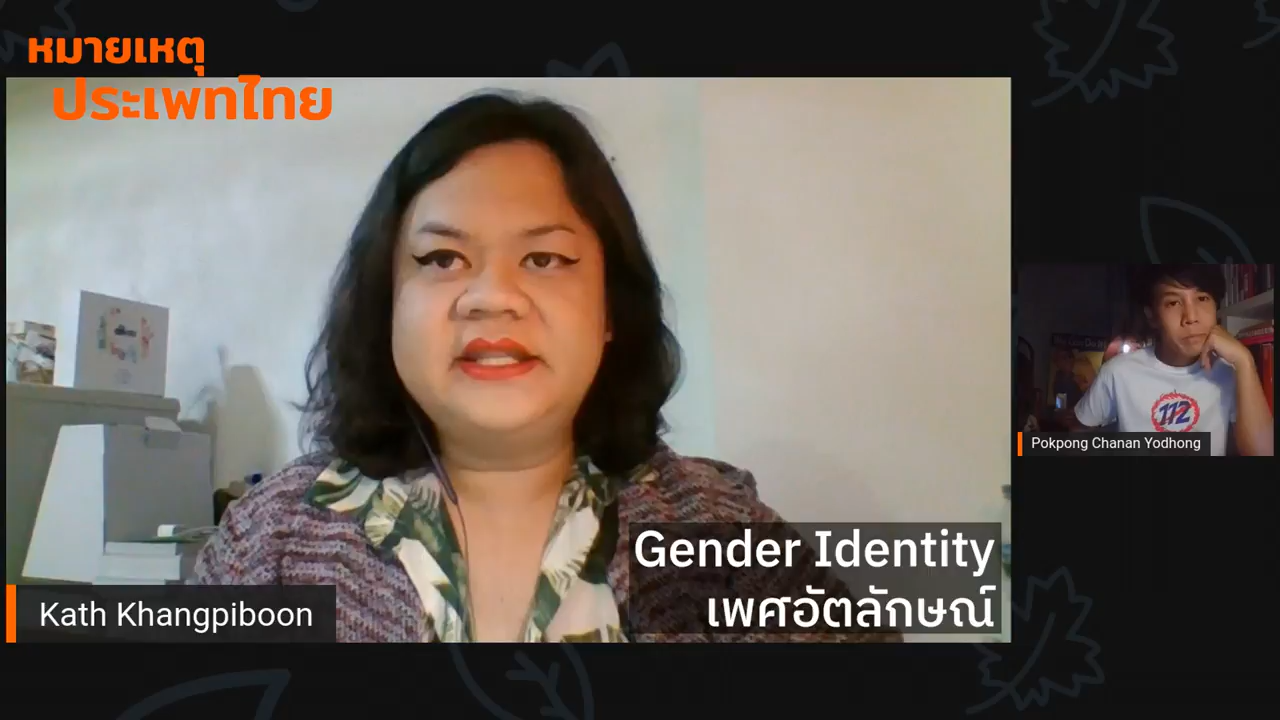 หมายเหตุ
ประเพทไทย
Gender Identity
เพศอัตลักษณ์
Kath Khangpiboon
112
Pokpong Chanan Yodhong